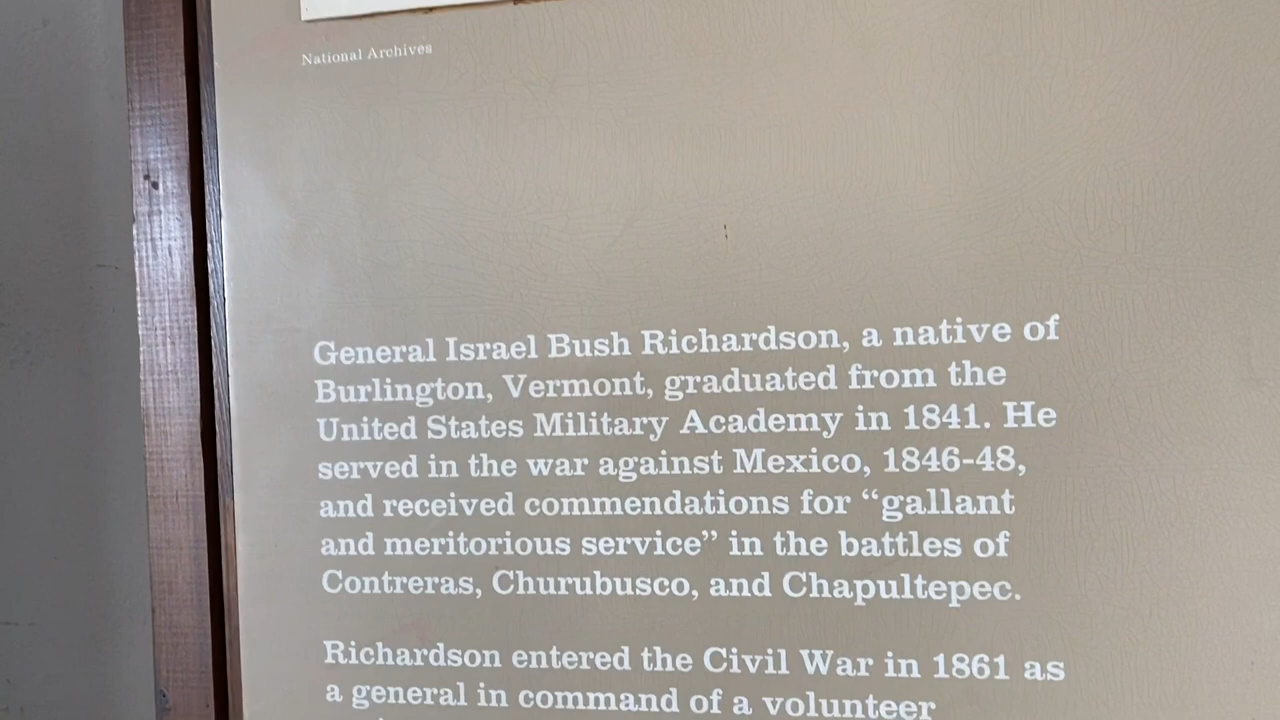 National Archives
General Israel Bush Richardson, a native of
Burlington, Vermont, graduated from the
United States Military Academy in 1841. He
served in the war against Mexico, 1846-48,
and received commendations for “gallant
and meritorious service” in the battles of
Contreras, Churubusco, and Chapultepec.
Richardson entered the Civil War in 1861 as
a general in command of a volunteer